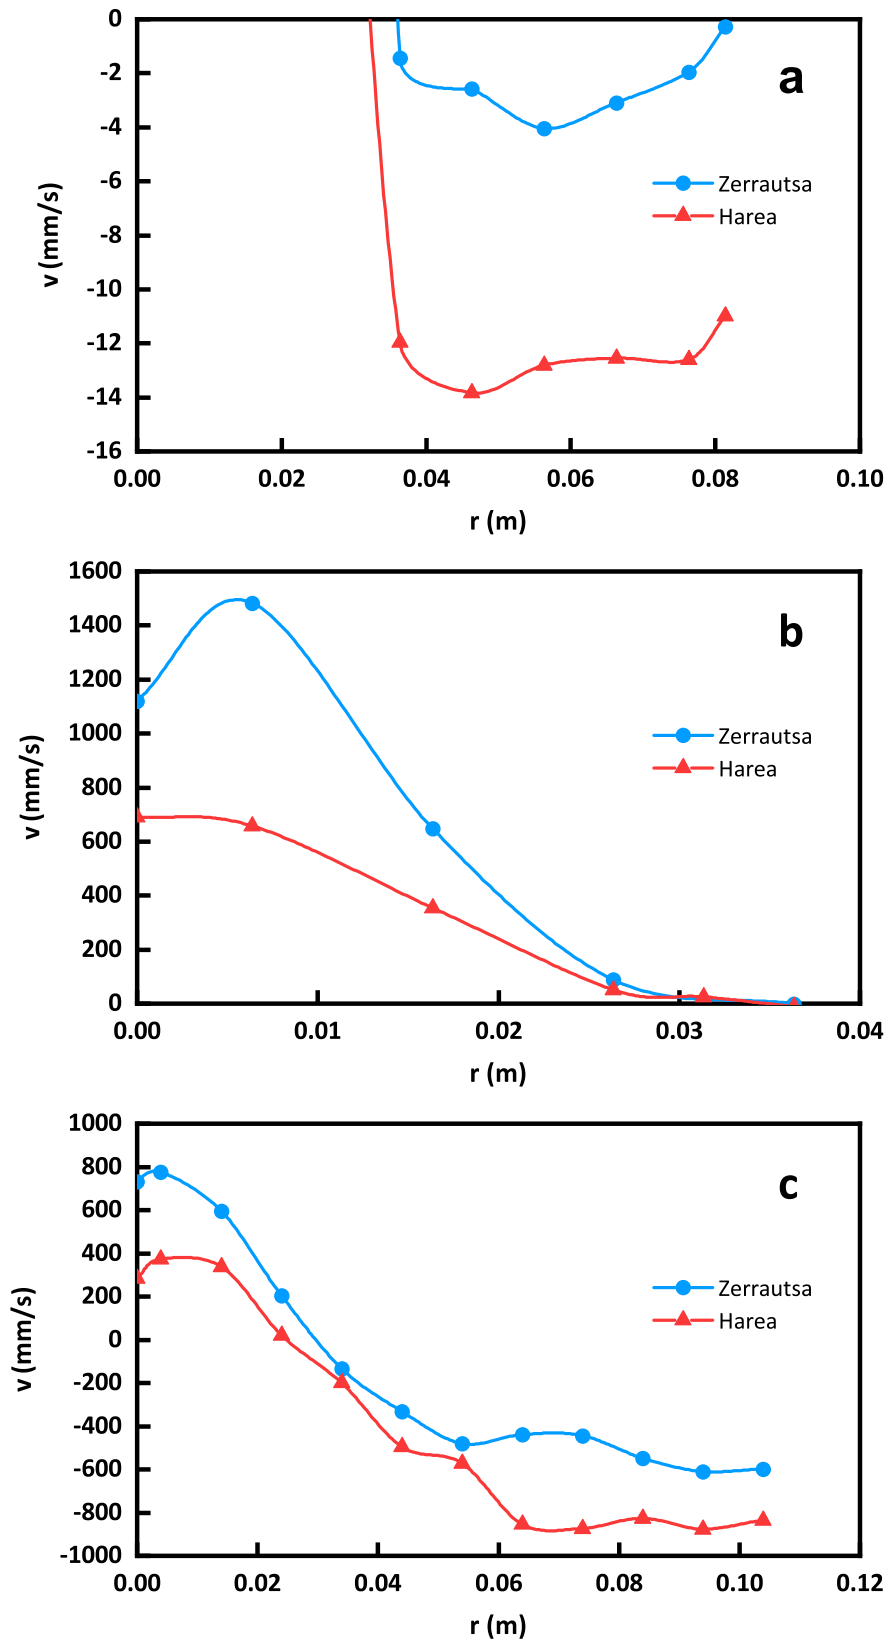 a
0
-2
-4
-6
-8
-10
-12
-14
-16
v (mm/s)
Zerrautsa
Harea
0.00 0.02 0.04 0.06 0.08 0.10
r (m)
b
1600
1400
1200
1000
800
600
400
200
0
v (mm/s)
Zerrautsa
Harea
0.00 0.01 0.02 0.03 0.04
r (m)
c
1000
800
600
400
200
0
-200
-400
-600
-800
-1000
v (mm/s)
Zerrautsa
Harea
0.00 0.02 0.04 0.06 0.08 0.10 0.12
r (m)